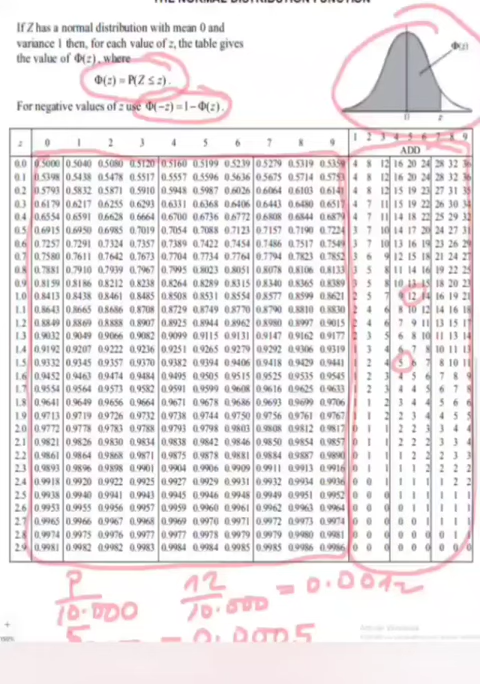 THE NORMAL DISTRIBUTION FUNCTION
If Z has a normal distribution with mean 0 and
variance 1 then, for each value of z, the table gives
the value of Φ(z), where
Φ(z) = P(Z ≤ z).
For negative values of z use Φ(−z) = 1 − Φ(z).
Φ(z)
0 z
1 2 3 4 5 6 7 8 9
z 0 1 2 3 4 5 6 7 8 9
ADD
0.0 0.5000 0.5040 0.5080 0.5120 0.5160 0.5199 0.5239 0.5279 0.5319 0.5359 4 8 12 16 20 24 28 32 36
0.1 0.5398 0.5438 0.5478 0.5517 0.5557 0.5596 0.5636 0.5675 0.5714 0.5753 4 8 12 16 20 24 28 32 36
0.2 0.5793 0.5832 0.5871 0.5910 0.5948 0.5987 0.6026 0.6064 0.6103 0.6141 4 8 12 15 19 23 27 31 35
0.3 0.6179 0.6217 0.6255 0.6293 0.6331 0.6368 0.6406 0.6443 0.6480 0.6517 4 7 11 15 19 22 26 30 34
0.4 0.6554 0.6591 0.6628 0.6664 0.6700 0.6736 0.6772 0.6808 0.6844 0.6879 4 7 11 14 18 22 25 29 32
0.5 0.6915 0.6950 0.6985 0.7019 0.7054 0.7088 0.7123 0.7157 0.7190 0.7224 3 7 10 14 17 20 24 27 31
0.6 0.7257 0.7291 0.7324 0.7357 0.7389 0.7422 0.7454 0.7486 0.7517 0.7549 3 7 10 13 16 19 23 26 29
0.7 0.7580 0.7611 0.7642 0.7673 0.7704 0.7734 0.7764 0.7794 0.7823 0.7852 3 6 9 12 15 18 21 24 27
0.8 0.7881 0.7910 0.7939 0.7967 0.7995 0.8023 0.8051 0.8078 0.8106 0.8133 3 5 8 11 14 16 19 22 25
0.9 0.8159 0.8186 0.8212 0.8238 0.8264 0.8289 0.8315 0.8340 0.8365 0.8389 3 5 8 10 13 15 18 20 23
1.0 0.8413 0.8438 0.8461 0.8485 0.8508 0.8531 0.8554 0.8577 0.8599 0.8621 2 5 7 9 12 14 16 19 21
1.1 0.8643 0.8665 0.8686 0.8708 0.8729 0.8749 0.8770 0.8790 0.8810 0.8830 2 4 6 8 10 12 14 16 18
1.2 0.8849 0.8869 0.8888 0.8907 0.8925 0.8944 0.8962 0.8980 0.8997 0.9015 2 4 6 7 9 11 13 15 17
1.3 0.9032 0.9049 0.9066 0.9082 0.9099 0.9115 0.9131 0.9147 0.9162 0.9177 2 3 5 6 8 10 11 13 14
1.4 0.9192 0.9207 0.9222 0.9236 0.9251 0.9265 0.9279 0.9292 0.9306 0.9319 1 3 4 6 7 8 10 11 13
1.5 0.9332 0.9345 0.9357 0.9370 0.9382 0.9394 0.9406 0.9418 0.9429 0.9441 1 2 4 5 6 7 8 10 11
1.6 0.9452 0.9463 0.9474 0.9484 0.9495 0.9505 0.9515 0.9525 0.9535 0.9545 1 2 3 4 5 6 7 8 9
1.7 0.9554 0.9564 0.9573 0.9582 0.9591 0.9599 0.9608 0.9616 0.9625 0.9633 1 2 3 4 4 5 6 7 8
1.8 0.9641 0.9649 0.9656 0.9664 0.9671 0.9678 0.9686 0.9693 0.9699 0.9706 1 1 2 3 4 4 5 6 6
1.9 0.9713 0.9719 0.9726 0.9732 0.9738 0.9744 0.9750 0.9756 0.9761 0.9767 1 1 2 2 3 4 4 5 5
2.0 0.9772 0.9778 0.9783 0.9788 0.9793 0.9798 0.9803 0.9808 0.9812 0.9817 0 1 1 2 2 3 3 4 4
2.1 0.9821 0.9826 0.9830 0.9834 0.9838 0.9842 0.9846 0.9850 0.9854 0.9857 0 1 1 2 2 2 3 3 4
2.2 0.9861 0.9864 0.9868 0.9871 0.9875 0.9878 0.9881 0.9884 0.9887 0.9890 0 1 1 1 2 2 2 3 3
2.3 0.9893 0.9896 0.9898 0.9901 0.9904 0.9906 0.9909 0.9911 0.9913 0.9916 0 1 1 1 1 2 2 2 2
2.4 0.9918 0.9920 0.9922 0.9925 0.9927 0.9929 0.9931 0.9932 0.9934 0.9936 0 0 1 1 1 1 1 2 2
2.5 0.9938 0.9940 0.9941 0.9943 0.9945 0.9946 0.9948 0.9949 0.9951 0.9952 0 0 0 1 1 1 1 1 1
2.6 0.9953 0.9955 0.9956 0.9957 0.9959 0.9960 0.9961 0.9962 0.9963 0.9964 0 0 0 0 1 1 1 1 1
2.7 0.9965 0.9966 0.9967 0.9968 0.9969 0.9970 0.9971 0.9972 0.9973 0.9974 0 0 0 0 0 1 1 1 1
2.8 0.9974 0.9975 0.9976 0.9977 0.9977 0.9978 0.9979 0.9979 0.9980 0.9981 0 0 0 0 0 0 0 1 1
2.9 0.9981 0.9982 0.9982 0.9983 0.9984 0.9984 0.9985 0.9985 0.9986 0.9986 0 0 0 0 0 0 0 0 0
P/10.000 12/10.000 = 0.0012
5 = 0.0005